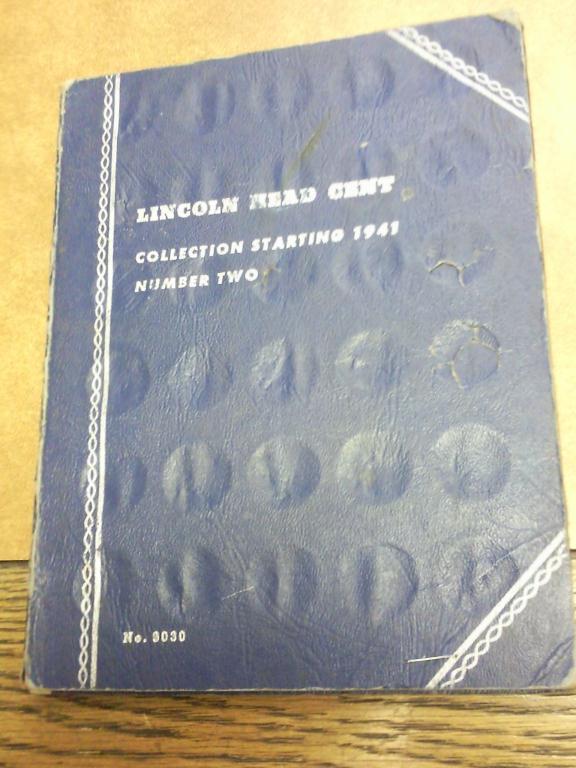 LINCOLN HEAD CENT
COLLECTION STARTING 1941
NUMBER TWO
No. 9030